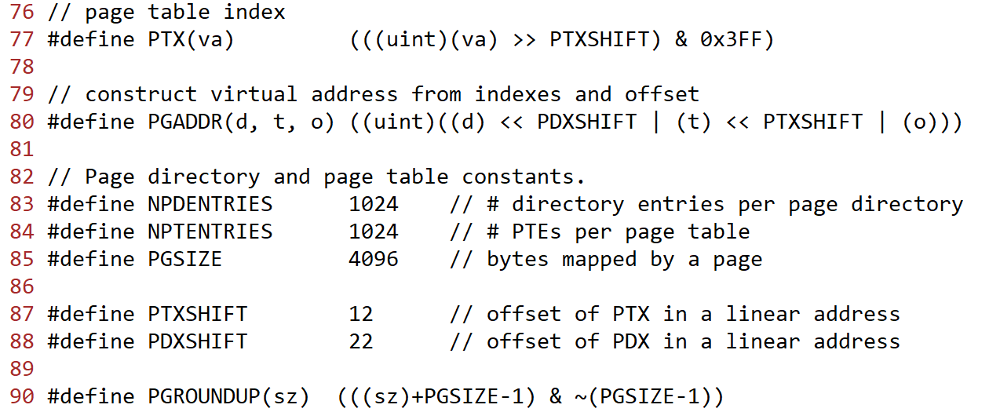 76 // page table index
77 #define PTX(va)         (((uint)(va) >> PTXSHIFT) & 0x3FF)
78
79 // construct virtual address from indexes and offset
80 #define PGADDR(d, t, o) ((uint)((d) << PDXSHIFT | (t) << PTXSHIFT | (o)))
81
82 // Page directory and page table constants.
83 #define NPDENTRIES      1024    // # directory entries per page directory
84 #define NPTENTRIES      1024    // # PTEs per page table
85 #define PGSIZE          4096    // bytes mapped by a page
86
87 #define PTXSHIFT        12      // offset of PTX in a linear address
88 #define PDXSHIFT        22      // offset of PDX in a linear address
89
90 #define PGROUNDUP(sz)  (((sz)+PGSIZE-1) & ~(PGSIZE-1))